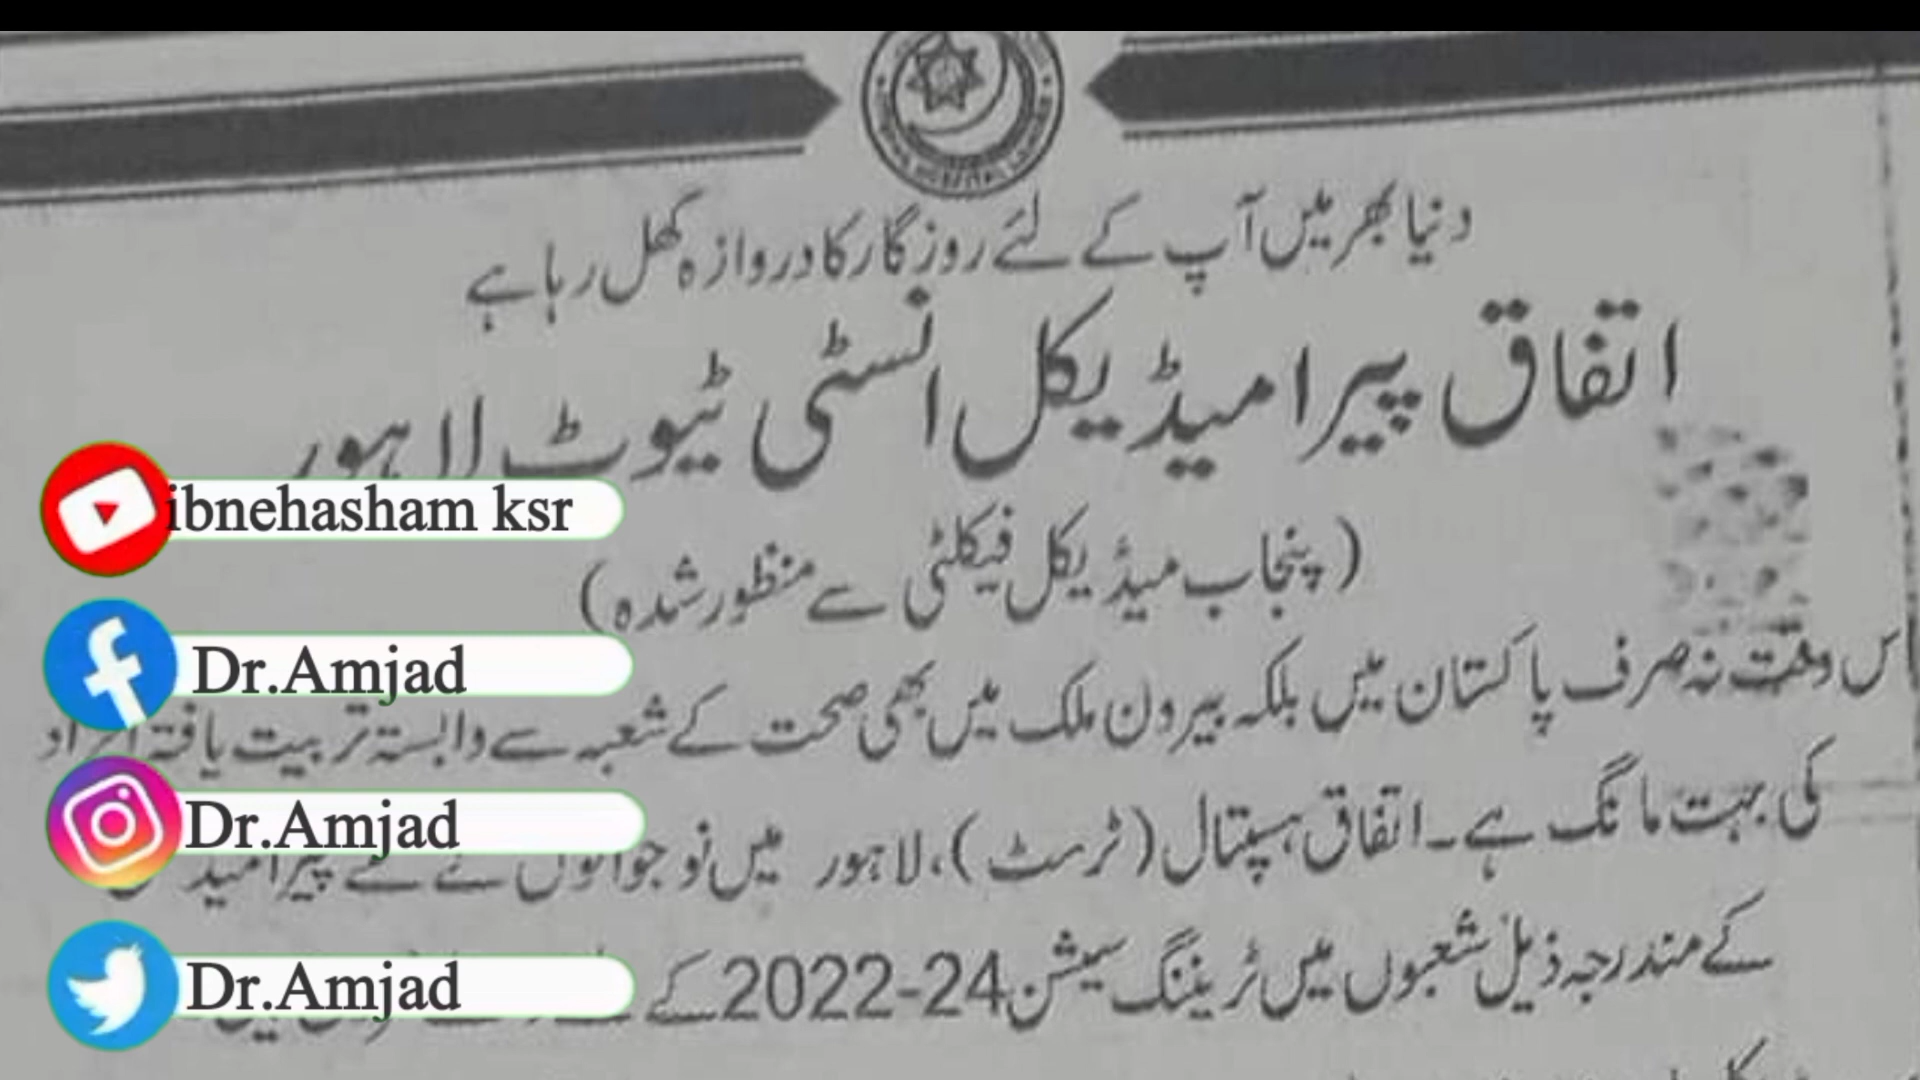 دنیا بھر میں آپ کے لئے روزگار کا دروازہ کھل رہا ہے
اتفاق پیرامیڈیکل انسٹی ٹیوٹ لاہور
(پنجاب میڈیکل فیکلٹی سے منظور شدہ)
اس وقت نہ صرف پاکستان میں بلکہ بیرون ملک میں بھی صحت کے شعبہ سے وابستہ تربیت یافتہ افراد
کی بہت مانگ ہے۔ اتفاق ہسپتال (ٹرسٹ)، لاہور میں نوجوانوں کے لئے
کے مندرجہ ذیل شعبوں میں ٹریننگ سیشن 2022-24 کے
ibnehasham ksr
Dr.Amjad
Dr.Amjad
Dr.Amjad